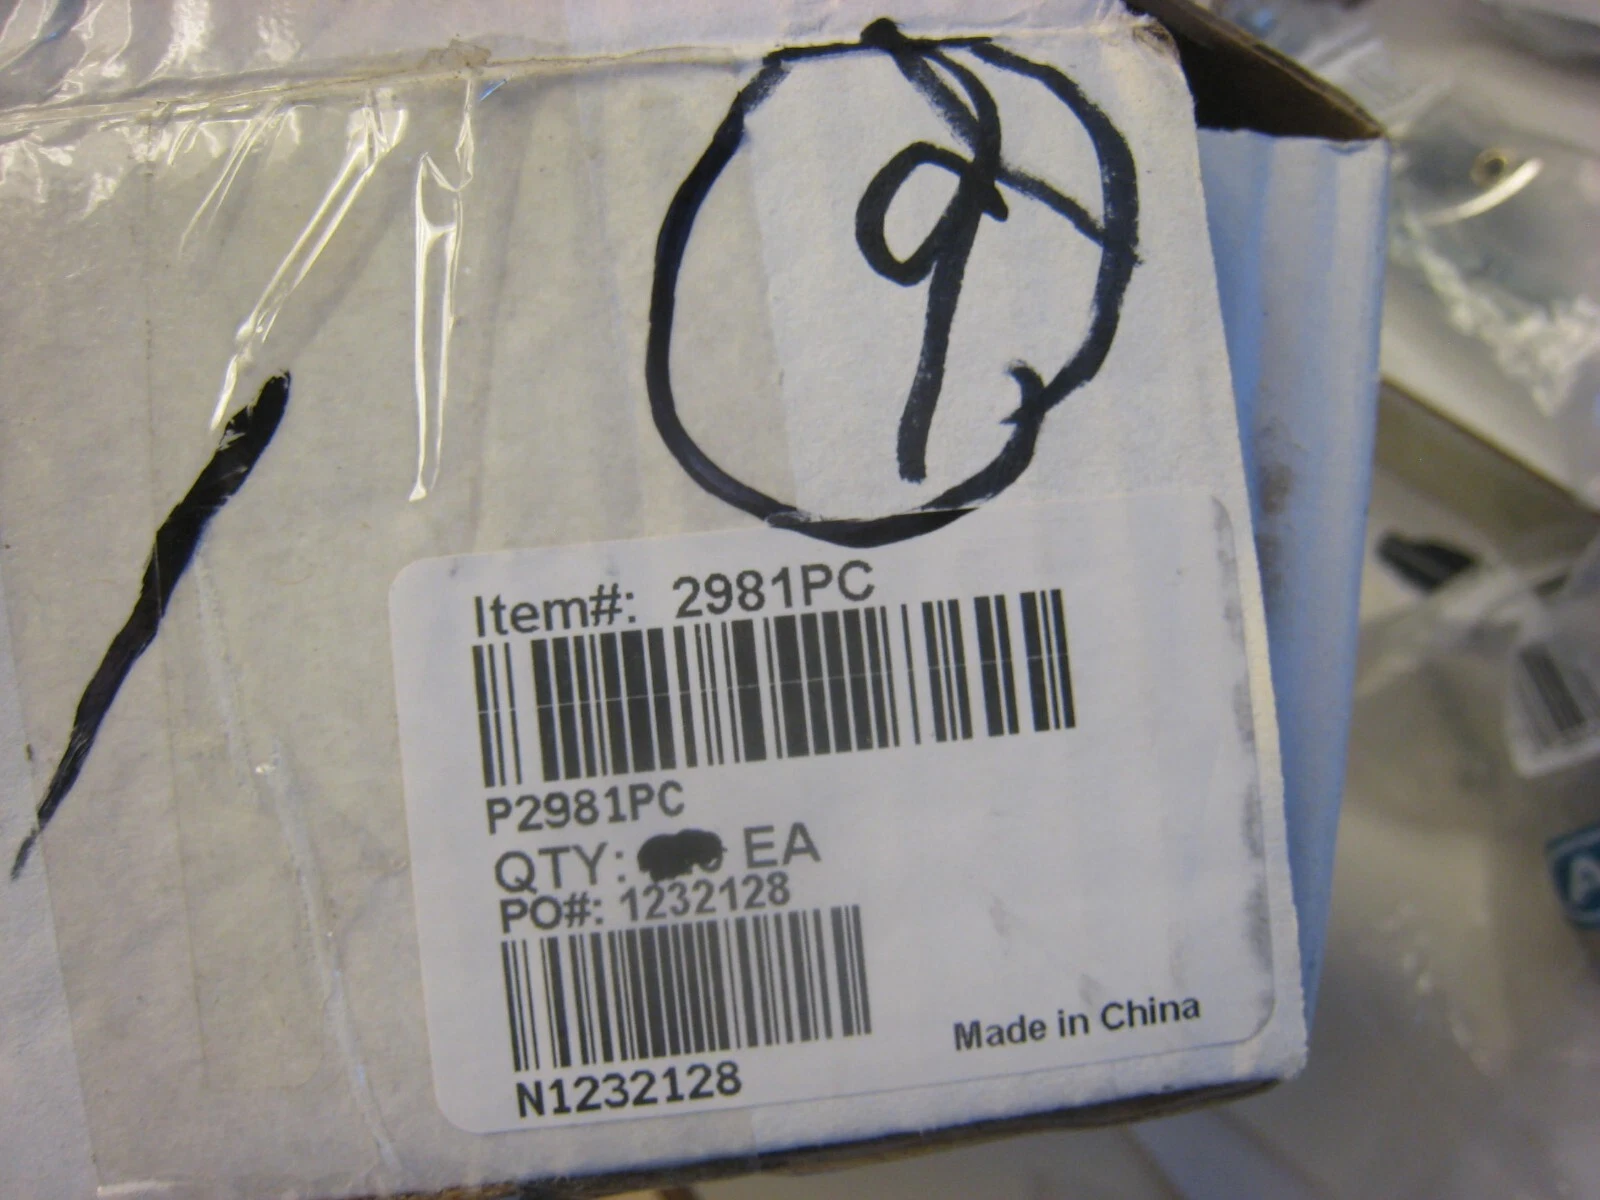 9
Item#: 2981PC
P2981PC
QTY: EA
PO#: 1232128
N1232128
Made in China